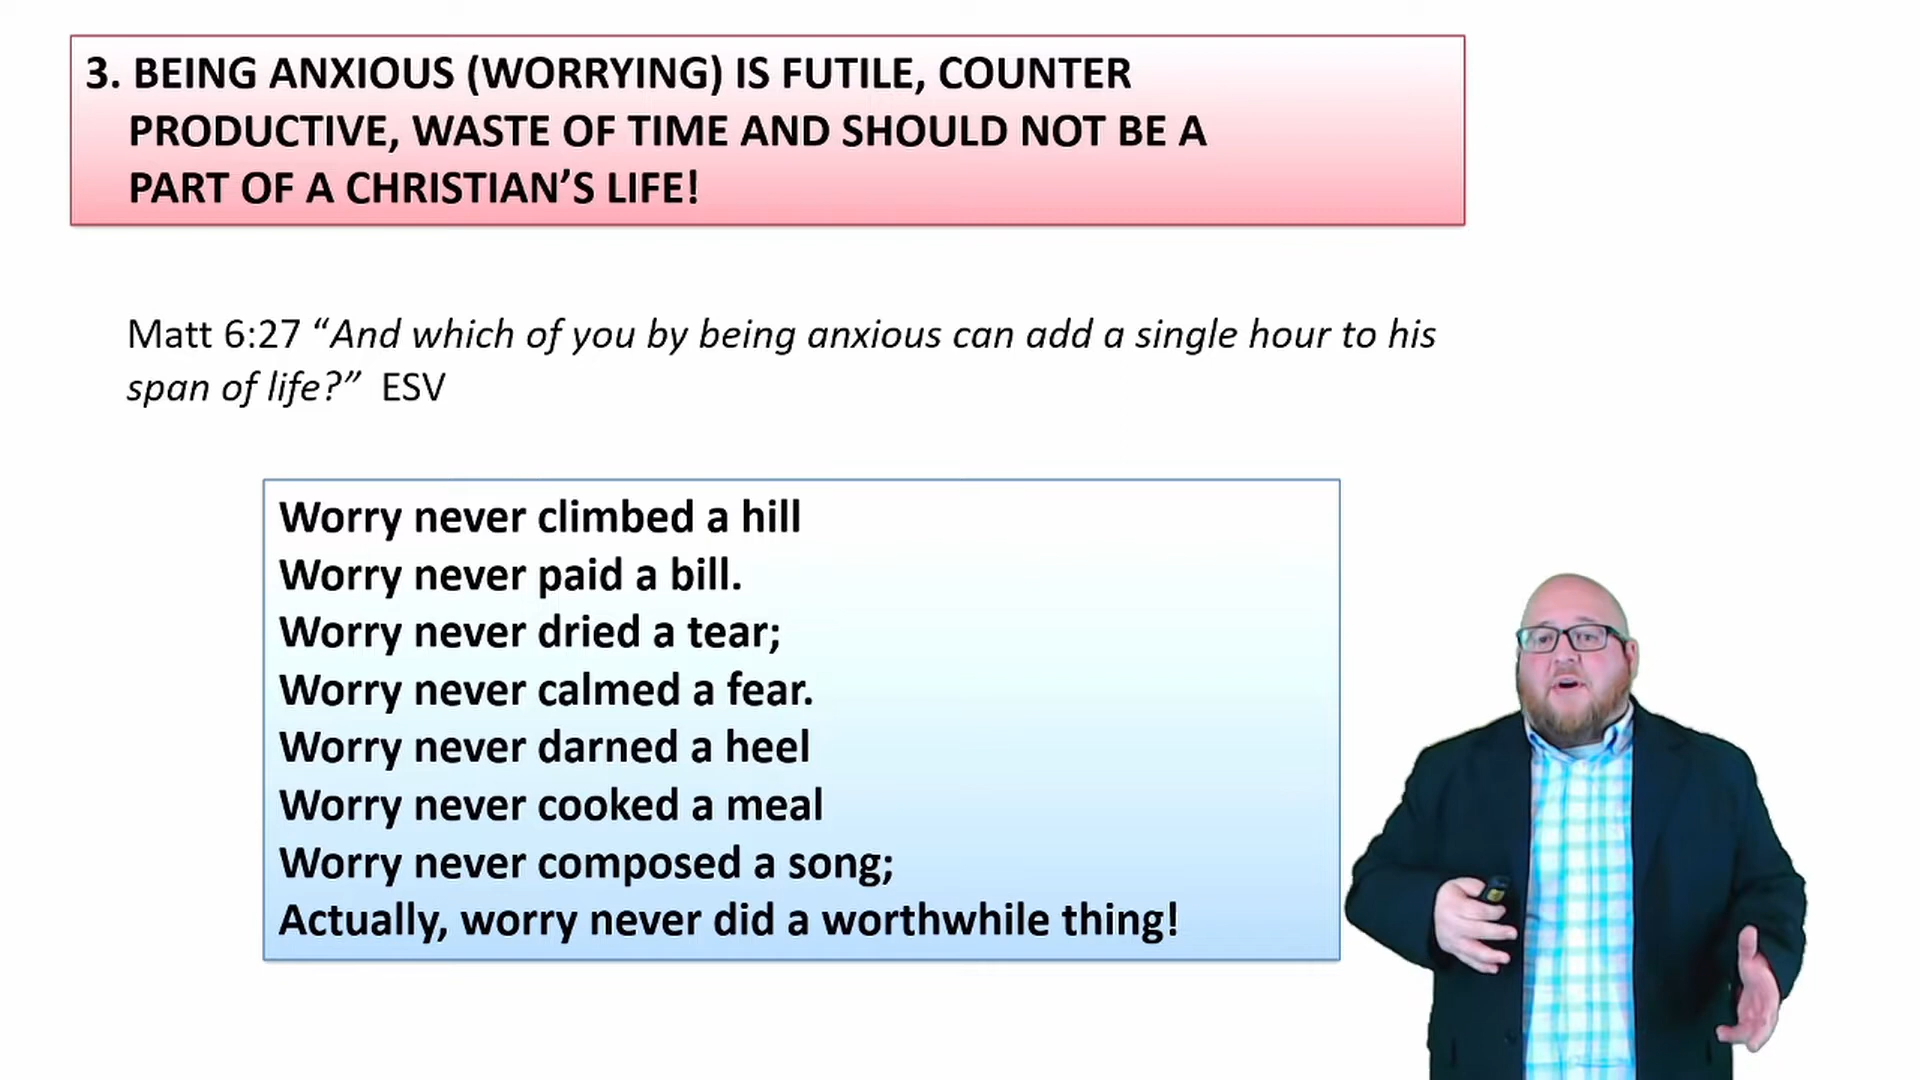 3. BEING ANXIOUS (WORRYING) IS FUTILE, COUNTER
PRODUCTIVE, WASTE OF TIME AND SHOULD NOT BE A
PART OF A CHRISTIAN’S LIFE!
Matt 6:27 “And which of you by being anxious can add a single hour to his
span of life?” ESV
Worry never climbed a hill
Worry never paid a bill.
Worry never dried a tear;
Worry never calmed a fear.
Worry never darned a heel
Worry never cooked a meal
Worry never composed a song;
Actually, worry never did a worthwhile thing!